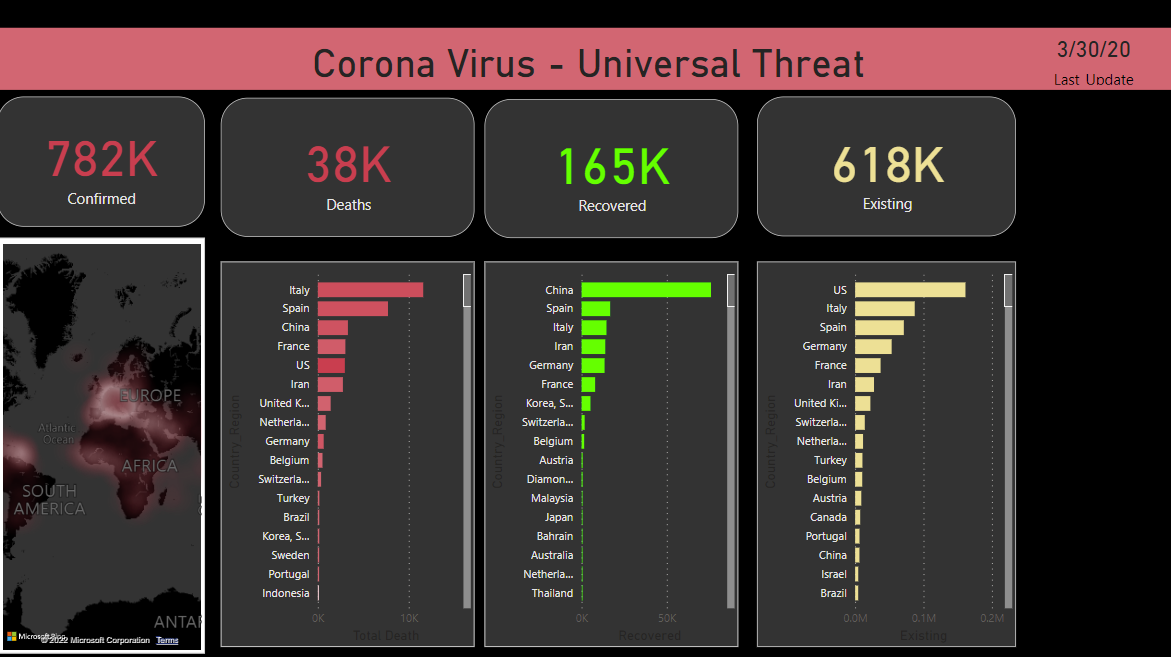 Corona Virus - Universal Threat
3/30/20
Last Update
782K
Confirmed
38K
Deaths
165K
Recovered
618K
Existing
EUROPE
Atlantic
Ocean
AFRICA
SOUTH
AMERICA
ANTAR
Microsoft Bing
© 2022 Microsoft Corporation Terms
Country_Region
Italy
Spain
China
France
US
Iran
United K...
Netherla...
Germany
Belgium
Switzerla...
Turkey
Brazil
Korea, S...
Sweden
Portugal
Indonesia
0K 10K
Total Death
Country_Region
China
Spain
Italy
Iran
Germany
France
Korea, S...
Switzerla...
Belgium
Austria
Diamon...
Malaysia
Japan
Bahrain
Australia
Netherla...
Thailand
0K 50K
Recovered
Country_Region
US
Italy
Spain
Germany
France
Iran
United Ki...
Switzerla...
Netherla...
Turkey
Belgium
Austria
Canada
Portugal
China
Israel
Brazil
0.0M 0.1M 0.2M
Existing